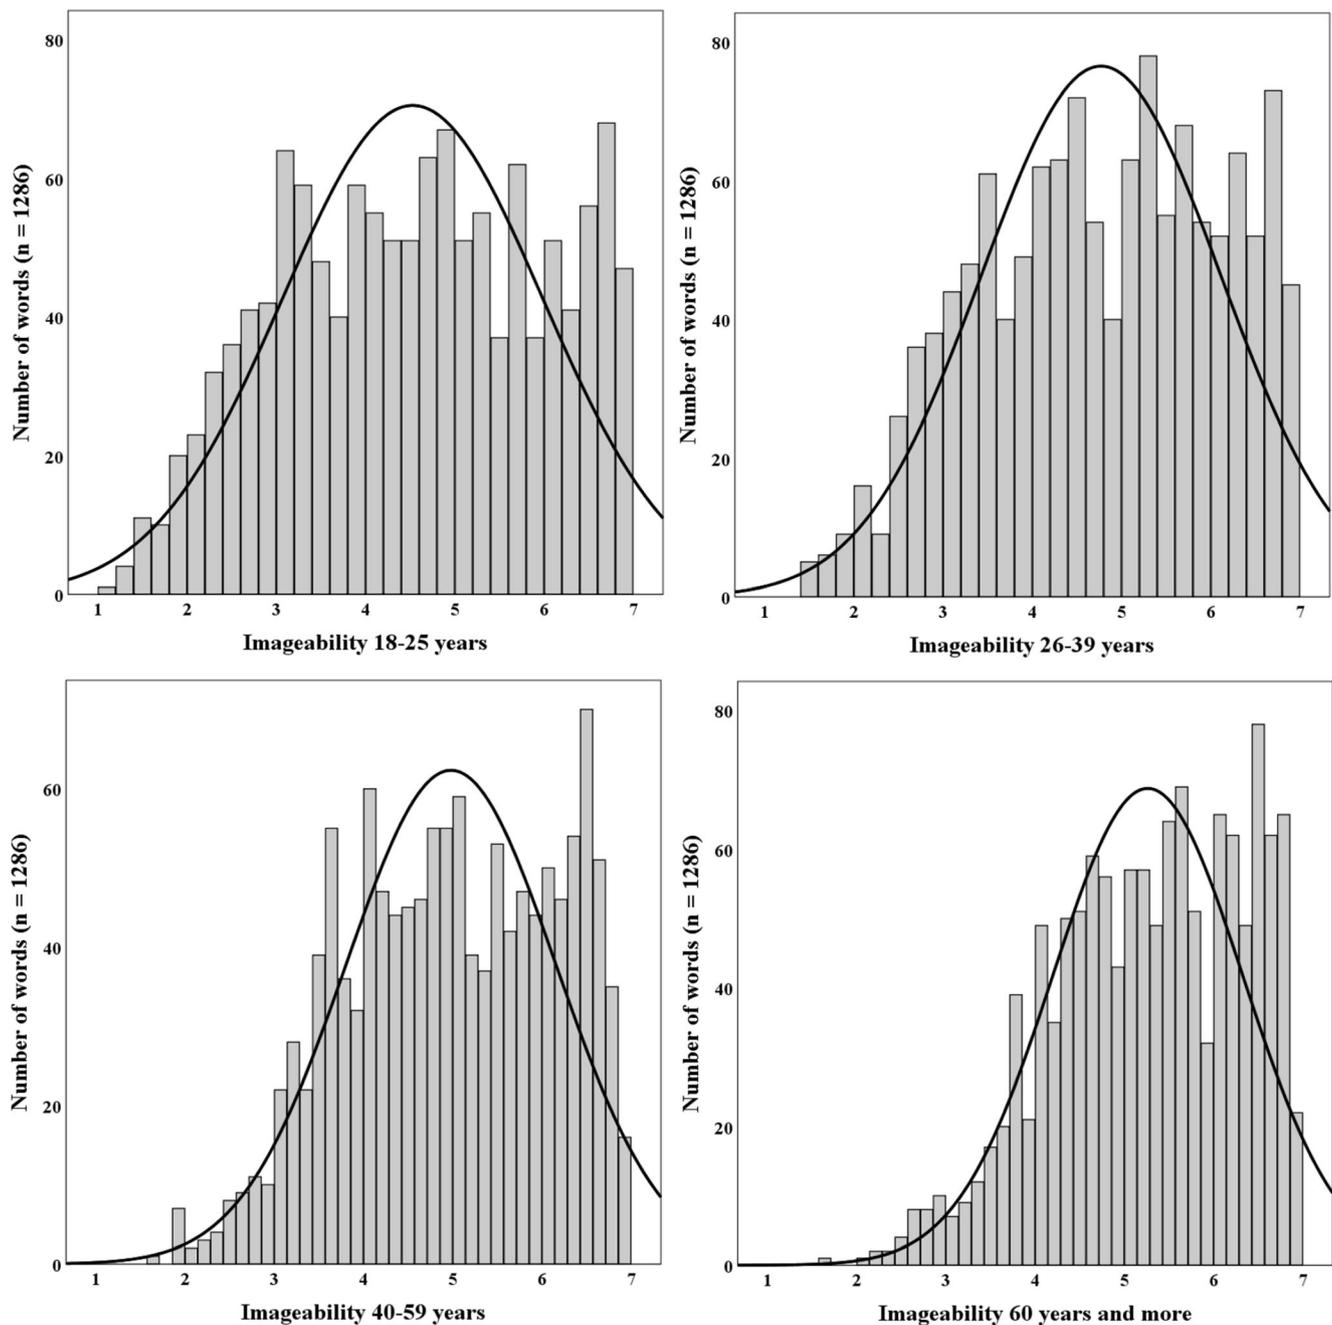 80
60
40
20
0
Number of words (n = 1286)
1 2 3 4 5 6 7
Imageability 18-25 years
80
60
40
20
0
Number of words (n = 1286)
1 2 3 4 5 6 7
Imageability 26-39 years
60
40
20
0
Number of words (n = 1286)
1 2 3 4 5 6 7
Imageability 40-59 years
80
60
40
20
0
Number of words (n = 1286)
1 2 3 4 5 6 7
Imageability 60 years and more